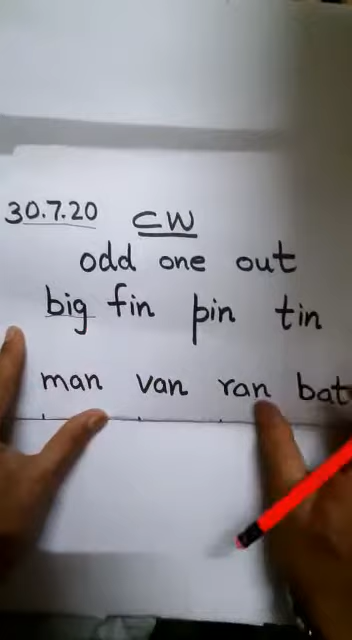 30.7.20 CW
odd one out
big fin pin tin
man van ran bat